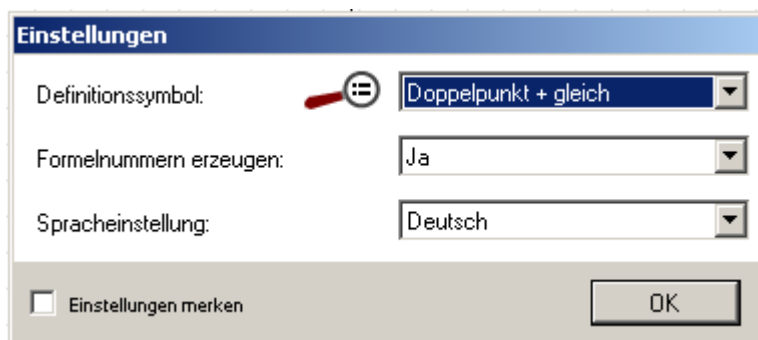 Einstellungen
Definitionssymbol: := Doppelpunkt + gleich
Formelnummern erzeugen: Ja
Spracheinstellung: Deutsch
Einstellungen merken OK